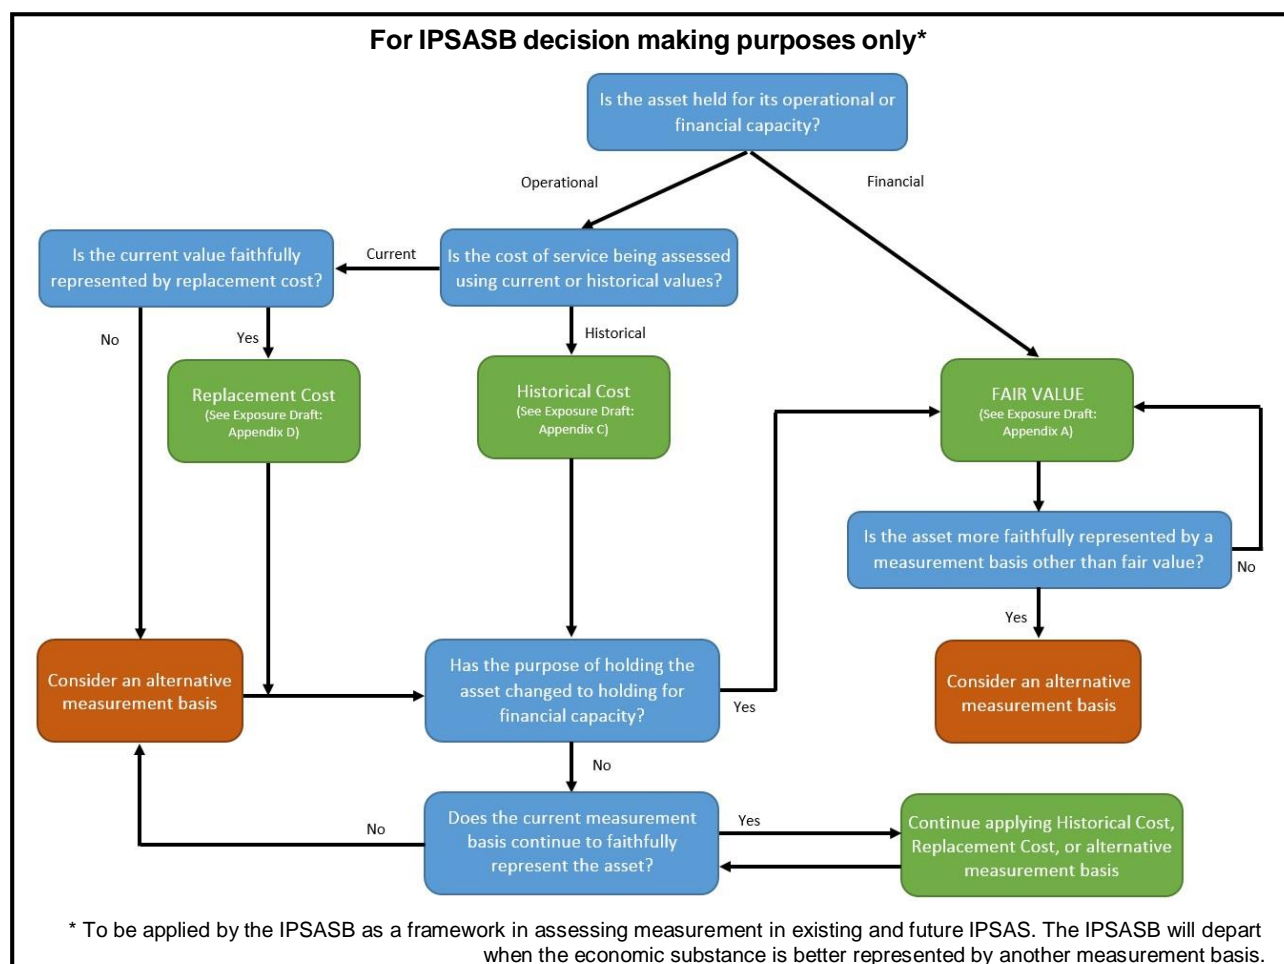 For IPSASB decision making purposes only*
Is the asset held for its operational or
financial capacity?
Operational
Financial
Is the current value faithfully
represented by replacement cost?
Current
Is the cost of service being assessed
using current or historical values?
No
Yes
Historical
Replacement Cost
(See Exposure Draft:
Appendix D)
Historical Cost
(See Exposure Draft:
Appendix C)
FAIR VALUE
(See Exposure Draft:
Appendix A)
Is the asset more faithfully represented by a
measurement basis other than fair value?
No
Yes
Consider an alternative
measurement basis
Has the purpose of holding the
asset changed to holding for
financial capacity?
Yes
Consider an alternative
measurement basis
No
Does the current measurement
basis continue to faithfully
represent the asset?
No
Yes
Continue applying Historical Cost,
Replacement Cost, or alternative
measurement basis
* To be applied by the IPSASB as a framework in assessing measurement in existing and future IPSAS. The IPSASB will depart
when the economic substance is better represented by another measurement basis.